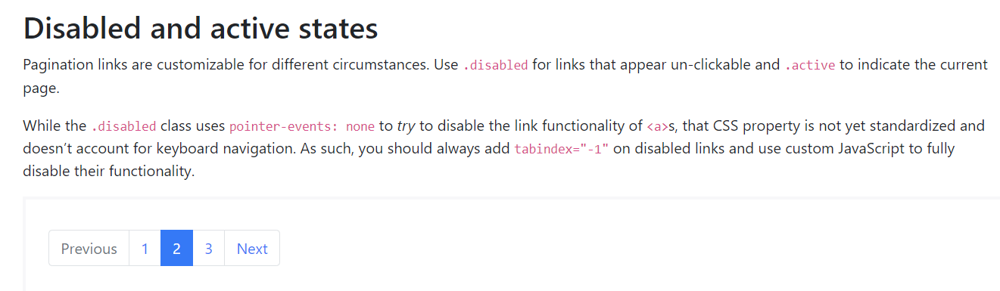 Disabled and active states
Pagination links are customizable for different circumstances. Use .disabled for links that appear un-clickable and .active to indicate the current
page.
While the .disabled class uses pointer-events: none to try to disable the link functionality of <a>s, that CSS property is not yet standardized and
doesn’t account for keyboard navigation. As such, you should always add tabindex="-1" on disabled links and use custom JavaScript to fully
disable their functionality.
Previous 1 2 3 Next